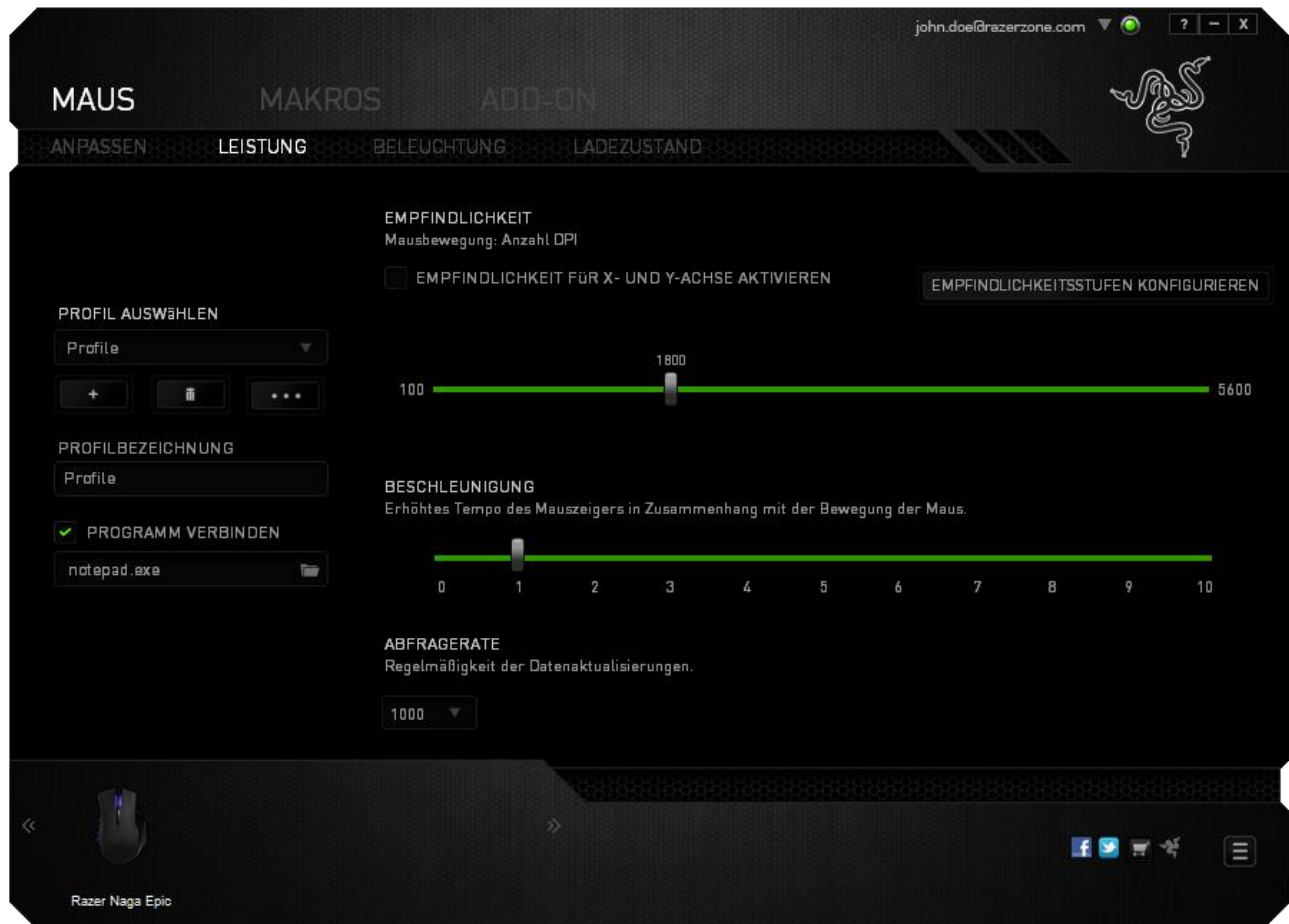 john.doe@razerzone.com
? – X
MAUS MAKROS ADD-ON
ANPASSEN LEISTUNG BELEUCHTUNG LADEZUSTAND
EMPFINDLICHKEIT
Mausbewegung: Anzahl DPI
EMPFINDLICHKEIT FüR X- UND Y-ACHSE AKTIVIEREN
EMPFINDLICHKEITSSTUFEN KONFIGURIEREN
PROFIL AUSWäHLEN
Profile
+ •••
PROFILBEZEICHNUNG
Profile
PROGRAMM VERBINDEN
notepad.exe
1800
100 5600
BESCHLEUNIGUNG
Erhöhtes Tempo des Mauszeigers in Zusammenhang mit der Bewegung der Maus.
0 1 2 3 4 5 6 7 8 9 10
ABFRAGERATE
Regelmäßigkeit der Datenaktualisierungen.
1000
« »
Razer Naga Epic